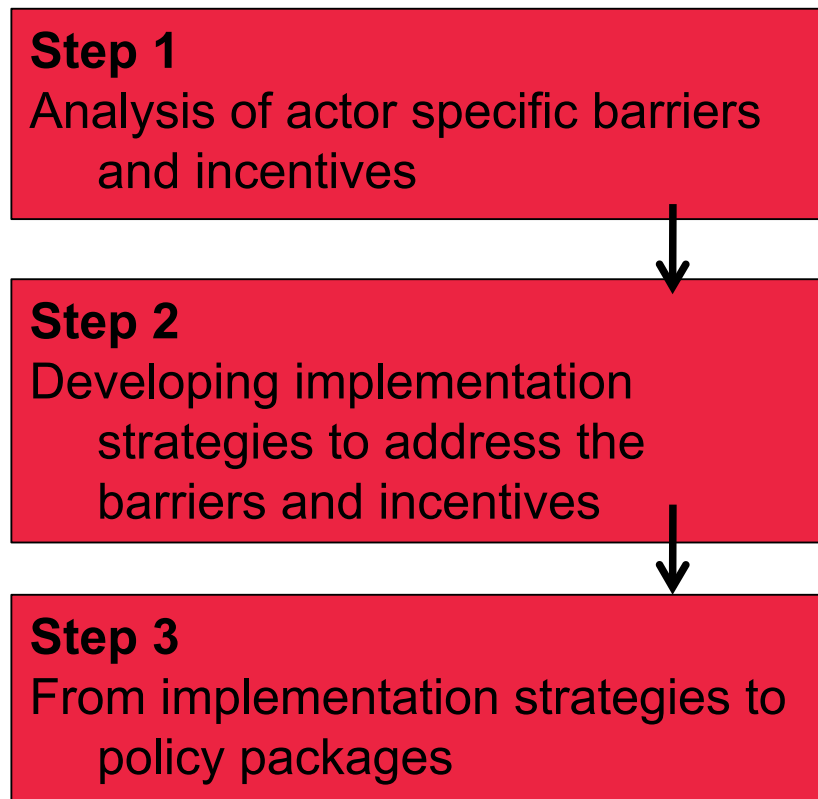 Step 1
Analysis of actor specific barriers
and incentives
Step 2
Developing implementation
strategies to address the
barriers and incentives
Step 3
From implementation strategies to
policy packages